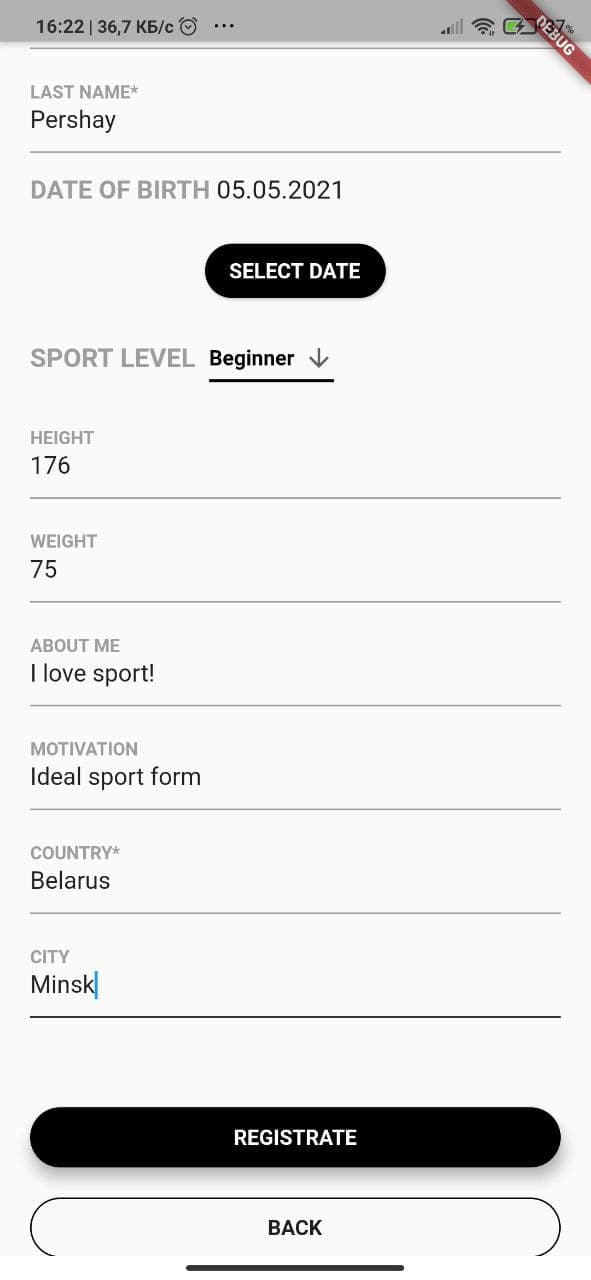 16:22 | 36,7 КБ/с ...
37%
DEBUG
LAST NAME*
Pershay
DATE OF BIRTH 05.05.2021
SELECT DATE
SPORT LEVEL Beginner
HEIGHT
176
WEIGHT
75
ABOUT ME
I love sport!
MOTIVATION
Ideal sport form
COUNTRY*
Belarus
CITY
Minsk
REGISTRATE
BACK